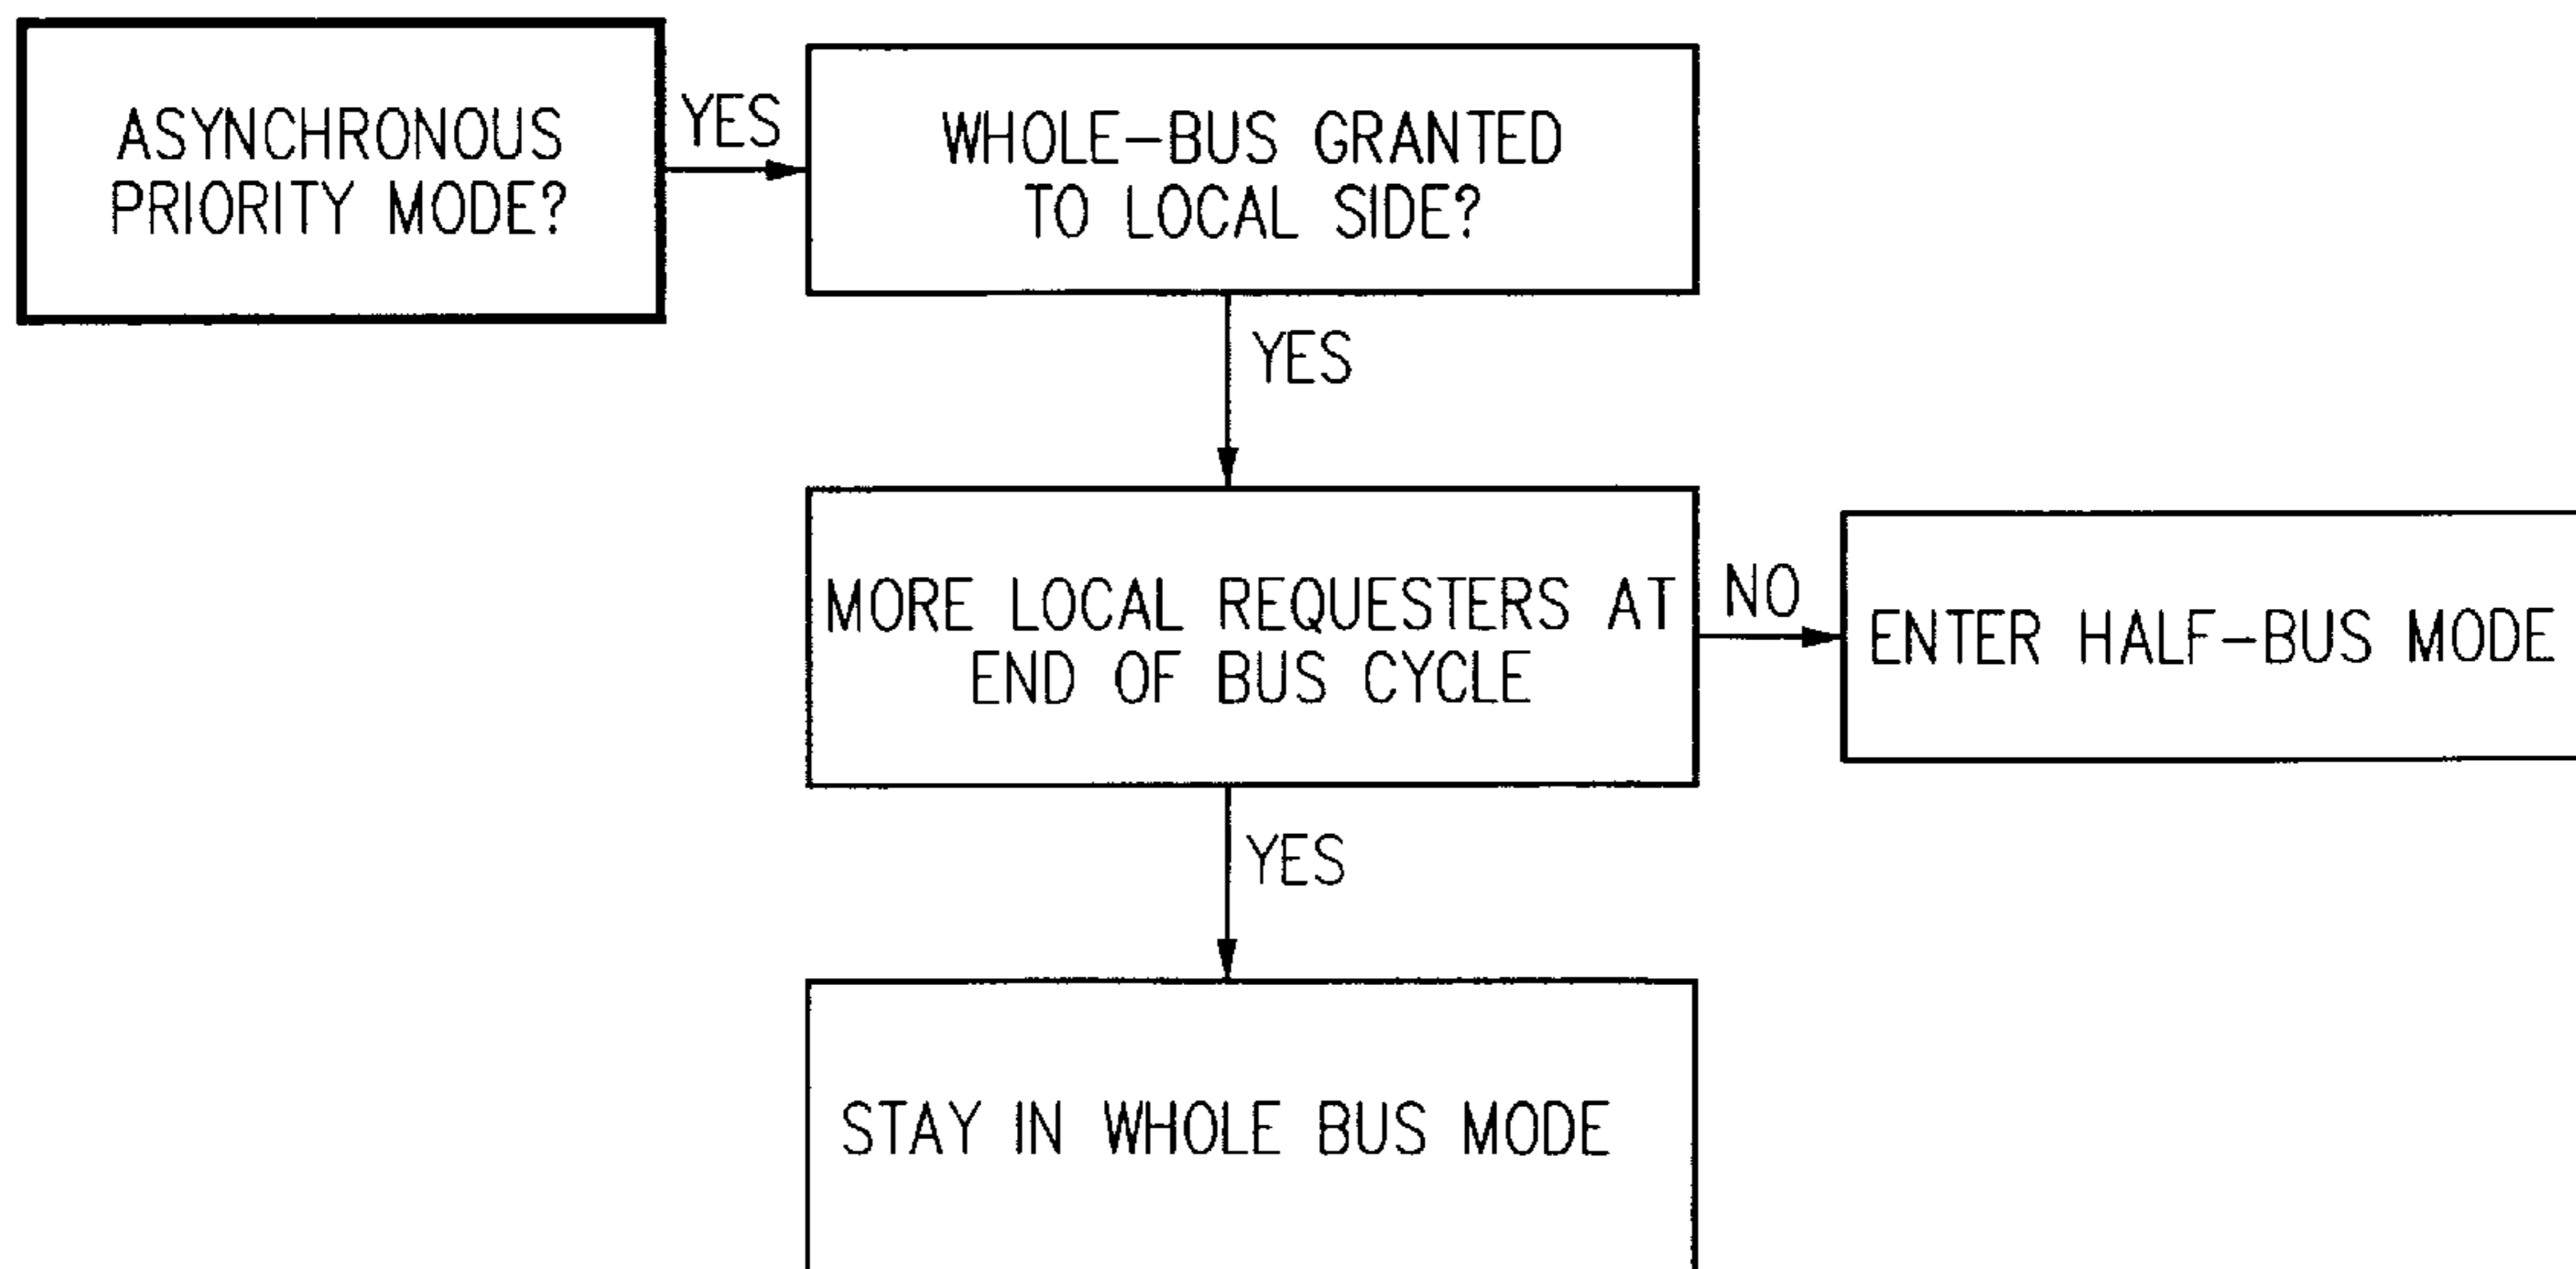 ASYNCHRONOUS
PRIORITY MODE?
YES
WHOLE-BUS GRANTED
TO LOCAL SIDE?
YES
MORE LOCAL REQUESTERS AT
END OF BUS CYCLE
NO
ENTER HALF-BUS MODE
YES
STAY IN WHOLE BUS MODE